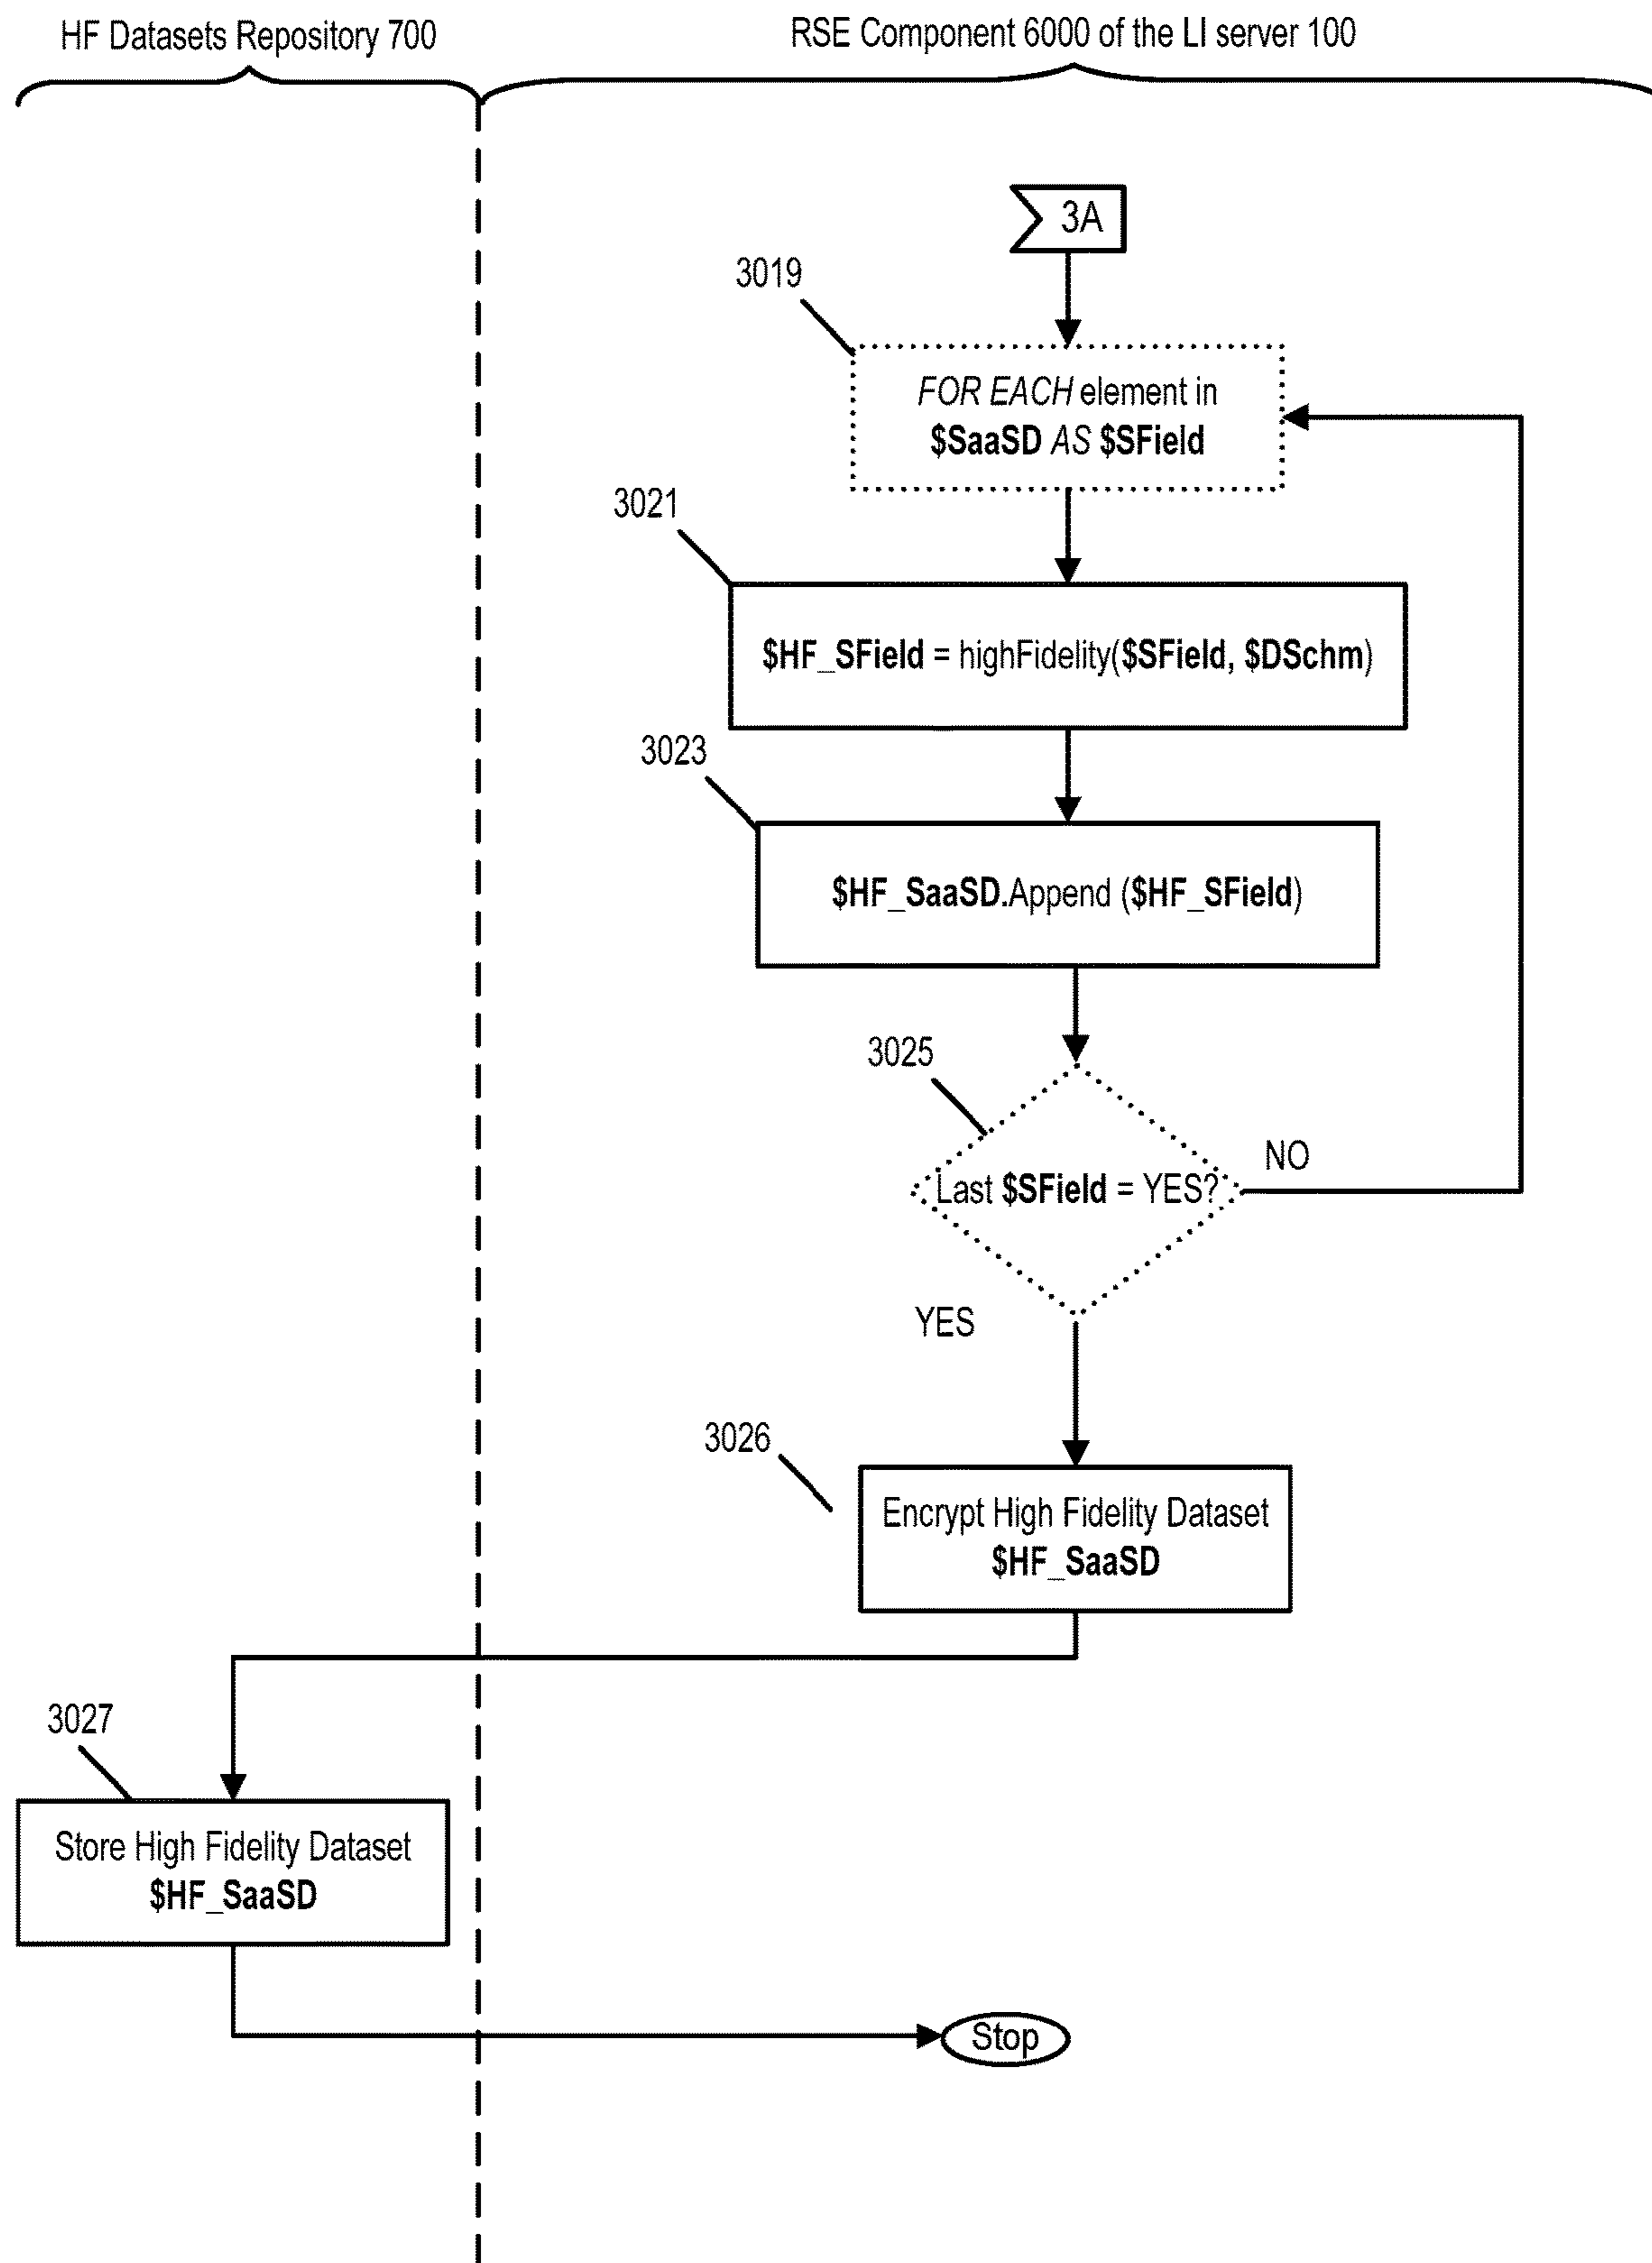 HF Datasets Repository 700
RSE Component 6000 of the LI server 100
3A
3019
FOR EACH element in
$SaaSD AS $SField
3021
$HF_SField = highFidelity($SField, $DSchm)
3023
$HF_SaaSD.Append ($HF_SField)
3025
Last $SField = YES?
NO
YES
3026
Encrypt High Fidelity Dataset
$HF_SaaSD
3027
Store High Fidelity Dataset
$HF_SaaSD
Stop